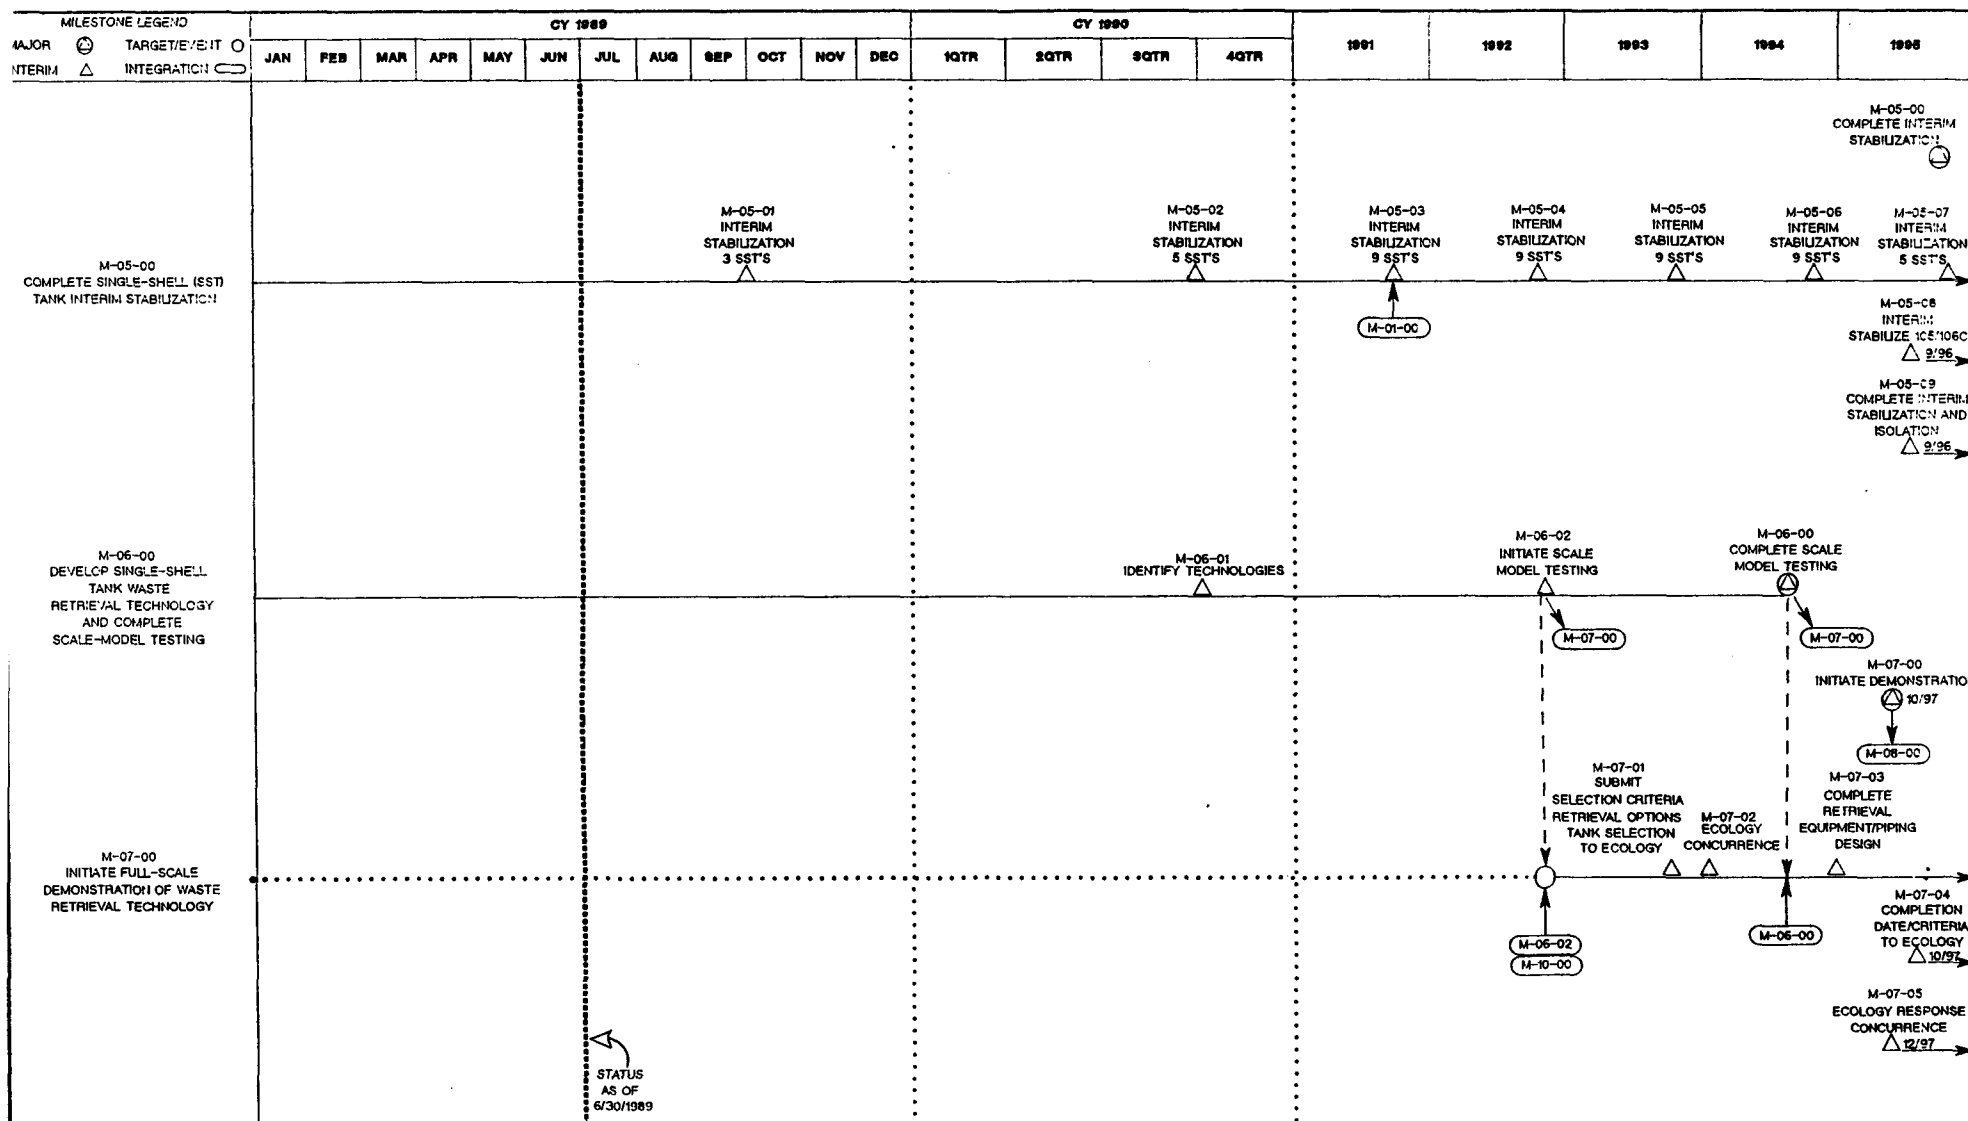 MILESTONE LEGEND
MAJOR TARGET/EVENT
INTERIM INTEGRATION
CY 1989
CY 1990
1991
1992
1993
1994
1995
JAN FEB MAR APR MAY JUN JUL AUG SEP OCT NOV DEC
1QTR 2QTR 3QTR 4QTR
M-05-00
COMPLETE INTERIM
STABILIZATION
M-05-00
COMPLETE SINGLE-SHELL (SST)
TANK INTERIM STABILIZATION
M-05-01
INTERIM
STABILIZATION
3 SST'S
M-05-02
INTERIM
STABILIZATION
5 SST'S
M-05-03
INTERIM
STABILIZATION
9 SST'S
M-05-04
INTERIM
STABILIZATION
9 SST'S
M-05-05
INTERIM
STABILIZATION
9 SST'S
M-05-06
INTERIM
STABILIZATION
9 SST'S
M-05-07
INTERIM
STABILIZATION
5 SST'S
M-01-00
M-05-08
INTERIM
STABILIZE 105/106C
9/96
M-05-09
COMPLETE INTERIM
STABILIZATION AND
ISOLATION
9/96
M-06-00
DEVELOP SINGLE-SHELL
TANK WASTE
RETRIEVAL TECHNOLOGY
AND COMPLETE
SCALE-MODEL TESTING
M-06-01
IDENTIFY TECHNOLOGIES
M-06-02
INITIATE SCALE
MODEL TESTING
M-07-00
M-06-00
COMPLETE SCALE
MODEL TESTING
M-07-00
M-07-00
INITIATE DEMONSTRATIO
10/97
M-08-00
M-07-00
INITIATE FULL-SCALE
DEMONSTRATION OF WASTE
RETRIEVAL TECHNOLOGY
M-07-01
SUBMIT
SELECTION CRITERIA
RETRIEVAL OPTIONS
TANK SELECTION
TO ECOLOGY
M-07-02
ECOLOGY
CONCURRENCE
M-07-03
COMPLETE
RETRIEVAL
EQUIPMENT/PIPING
DESIGN
M-06-02
M-10-00
M-06-00
M-07-04
COMPLETION
DATE/CRITERIA
TO ECOLOGY
10/97
M-07-05
ECOLOGY RESPONSE
CONCURRENCE
12/97
STATUS
AS OF
6/30/1989